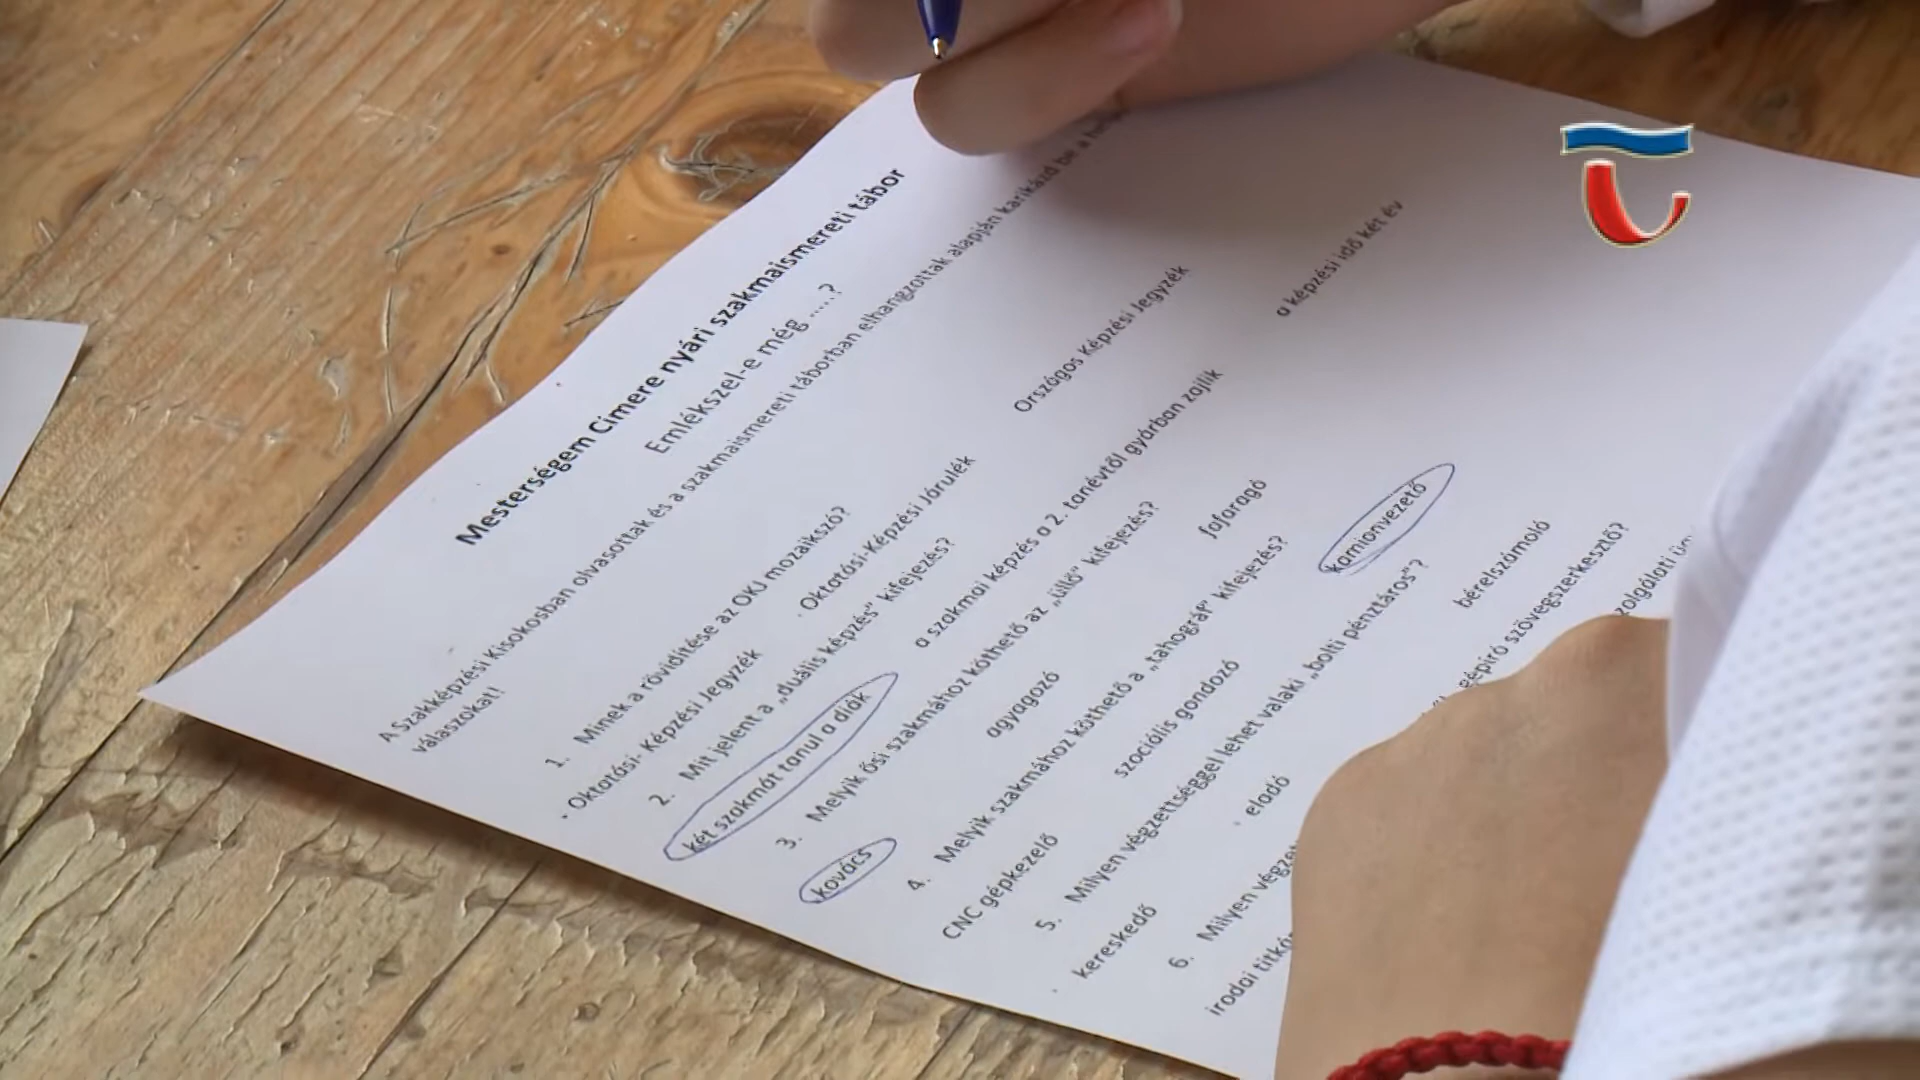 Mesterségem Címere nyári szakmaismereti tábor
Emlékszel-e még .....?
A Szakképzési Kisokosban olvasottak és a szakmaismereti táborban elhangzottak alapján karikázd be a
válaszokat!
1. Minek a rövidítése az OKJ mozaikszó?
Oktatási- Képzési Jegyzék Oktatási-Képzési Járulék Országos Képzési Jegyzék
2. Mit jelent a „duális képzés" kifejezés?
két szakmát tanul a diák a szakmai képzés a 2. tanévtől gyárban zajlik a képzési idő két év
3. Melyik ősi szakmához köthető az „üllő" kifejezés?
kovács agyagozó fafaragó
4. Melyik szakmához köthető a „tahográf" kifejezés?
CNC gépkezelő szociális gondozó kamionvezető
5. Milyen végzettséggel lehet valaki „bolti pénztáros"?
kereskedő eladó bérelszámoló
6. Milyen gépíró szövegszerkesztő?
irodai